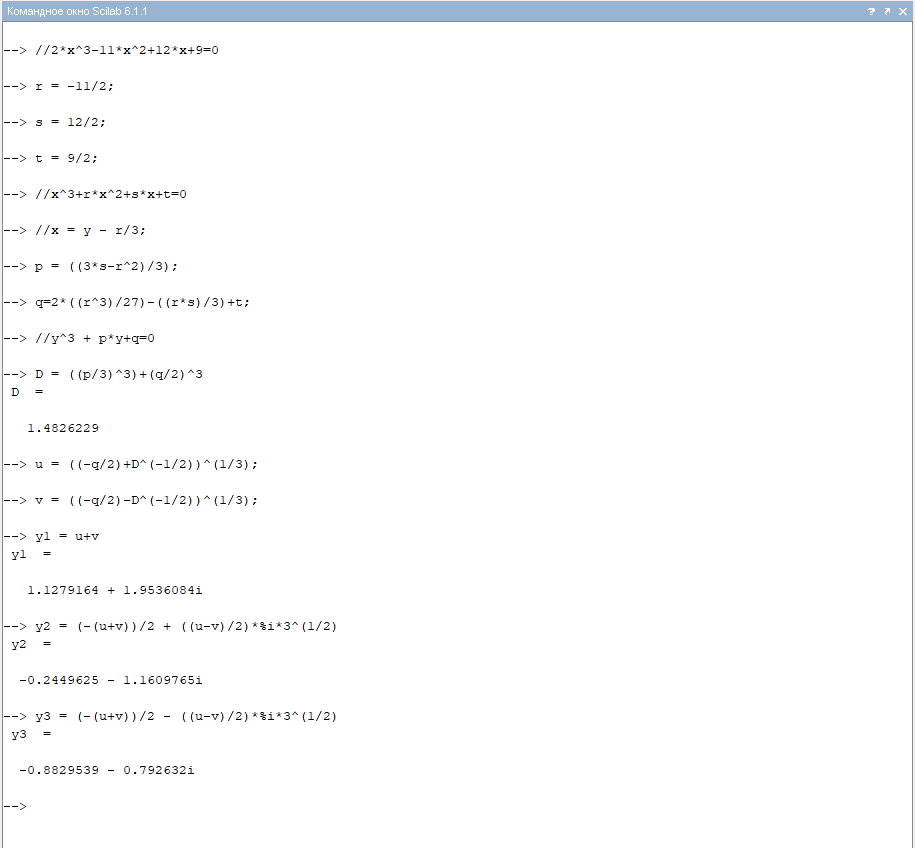 Командное окно Scilab 6.1.1
--> //2*x^3-11*x^2+12*x+9=0
--> r = -11/2;
--> s = 12/2;
--> t = 9/2;
--> //x^3+r*x^2+s*x+t=0
--> //x = y - r/3;
--> p = ((3*s-r^2)/3);
--> q=2*((r^3)/27)-((r*s)/3)+t;
--> //y^3 + p*y+q=0
--> D = ((p/3)^3)+(q/2)^3
D  =
1.4826229
--> u = ((-q/2)+D^(-1/2))^(1/3);
--> v = ((-q/2)-D^(-1/2))^(1/3);
--> y1 = u+v
y1  =
1.1279164 + 1.9536084i
--> y2 = (-(u+v))/2 + ((u-v)/2)*%i*3^(1/2)
y2  =
-0.2449625 - 1.1609765i
--> y3 = (-(u+v))/2 - ((u-v)/2)*%i*3^(1/2)
y3  =
-0.8829539 - 0.792632i
-->